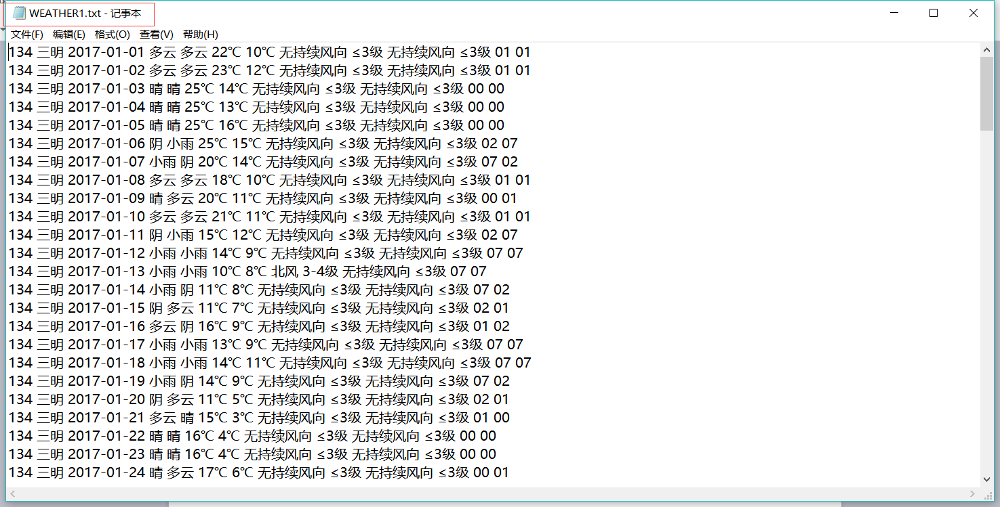 WEATHER1.txt - 记事本
文件(F) 编辑(E) 格式(O) 查看(V) 帮助(H)
134 三明 2017-01-01 多云 多云 22℃ 10℃ 无持续风向 ≤3级 无持续风向 ≤3级 01 01
134 三明 2017-01-02 多云 多云 23℃ 12℃ 无持续风向 ≤3级 无持续风向 ≤3级 01 01
134 三明 2017-01-03 晴 晴 25℃ 14℃ 无持续风向 ≤3级 无持续风向 ≤3级 00 00
134 三明 2017-01-04 晴 晴 25℃ 13℃ 无持续风向 ≤3级 无持续风向 ≤3级 00 00
134 三明 2017-01-05 晴 晴 25℃ 16℃ 无持续风向 ≤3级 无持续风向 ≤3级 00 00
134 三明 2017-01-06 阴 小雨 25℃ 15℃ 无持续风向 ≤3级 无持续风向 ≤3级 02 07
134 三明 2017-01-07 小雨 阴 20℃ 14℃ 无持续风向 ≤3级 无持续风向 ≤3级 07 02
134 三明 2017-01-08 多云 多云 18℃ 10℃ 无持续风向 ≤3级 无持续风向 ≤3级 01 01
134 三明 2017-01-09 晴 多云 20℃ 11℃ 无持续风向 ≤3级 无持续风向 ≤3级 00 01
134 三明 2017-01-10 多云 多云 21℃ 11℃ 无持续风向 ≤3级 无持续风向 ≤3级 01 01
134 三明 2017-01-11 阴 小雨 15℃ 12℃ 无持续风向 ≤3级 无持续风向 ≤3级 02 07
134 三明 2017-01-12 小雨 小雨 14℃ 9℃ 无持续风向 ≤3级 无持续风向 ≤3级 07 07
134 三明 2017-01-13 小雨 小雨 10℃ 8℃ 北风 3-4级 无持续风向 ≤3级 07 07
134 三明 2017-01-14 小雨 阴 11℃ 8℃ 无持续风向 ≤3级 无持续风向 ≤3级 07 02
134 三明 2017-01-15 阴 多云 11℃ 7℃ 无持续风向 ≤3级 无持续风向 ≤3级 02 01
134 三明 2017-01-16 多云 阴 16℃ 9℃ 无持续风向 ≤3级 无持续风向 ≤3级 01 02
134 三明 2017-01-17 小雨 小雨 13℃ 9℃ 无持续风向 ≤3级 无持续风向 ≤3级 07 07
134 三明 2017-01-18 小雨 小雨 14℃ 11℃ 无持续风向 ≤3级 无持续风向 ≤3级 07 07
134 三明 2017-01-19 小雨 阴 14℃ 9℃ 无持续风向 ≤3级 无持续风向 ≤3级 07 02
134 三明 2017-01-20 阴 多云 11℃ 5℃ 无持续风向 ≤3级 无持续风向 ≤3级 02 01
134 三明 2017-01-21 多云 晴 15℃ 3℃ 无持续风向 ≤3级 无持续风向 ≤3级 01 00
134 三明 2017-01-22 晴 晴 16℃ 4℃ 无持续风向 ≤3级 无持续风向 ≤3级 00 00
134 三明 2017-01-23 晴 晴 16℃ 4℃ 无持续风向 ≤3级 无持续风向 ≤3级 00 00
134 三明 2017-01-24 晴 多云 17℃ 6℃ 无持续风向 ≤3级 无持续风向 ≤3级 00 01